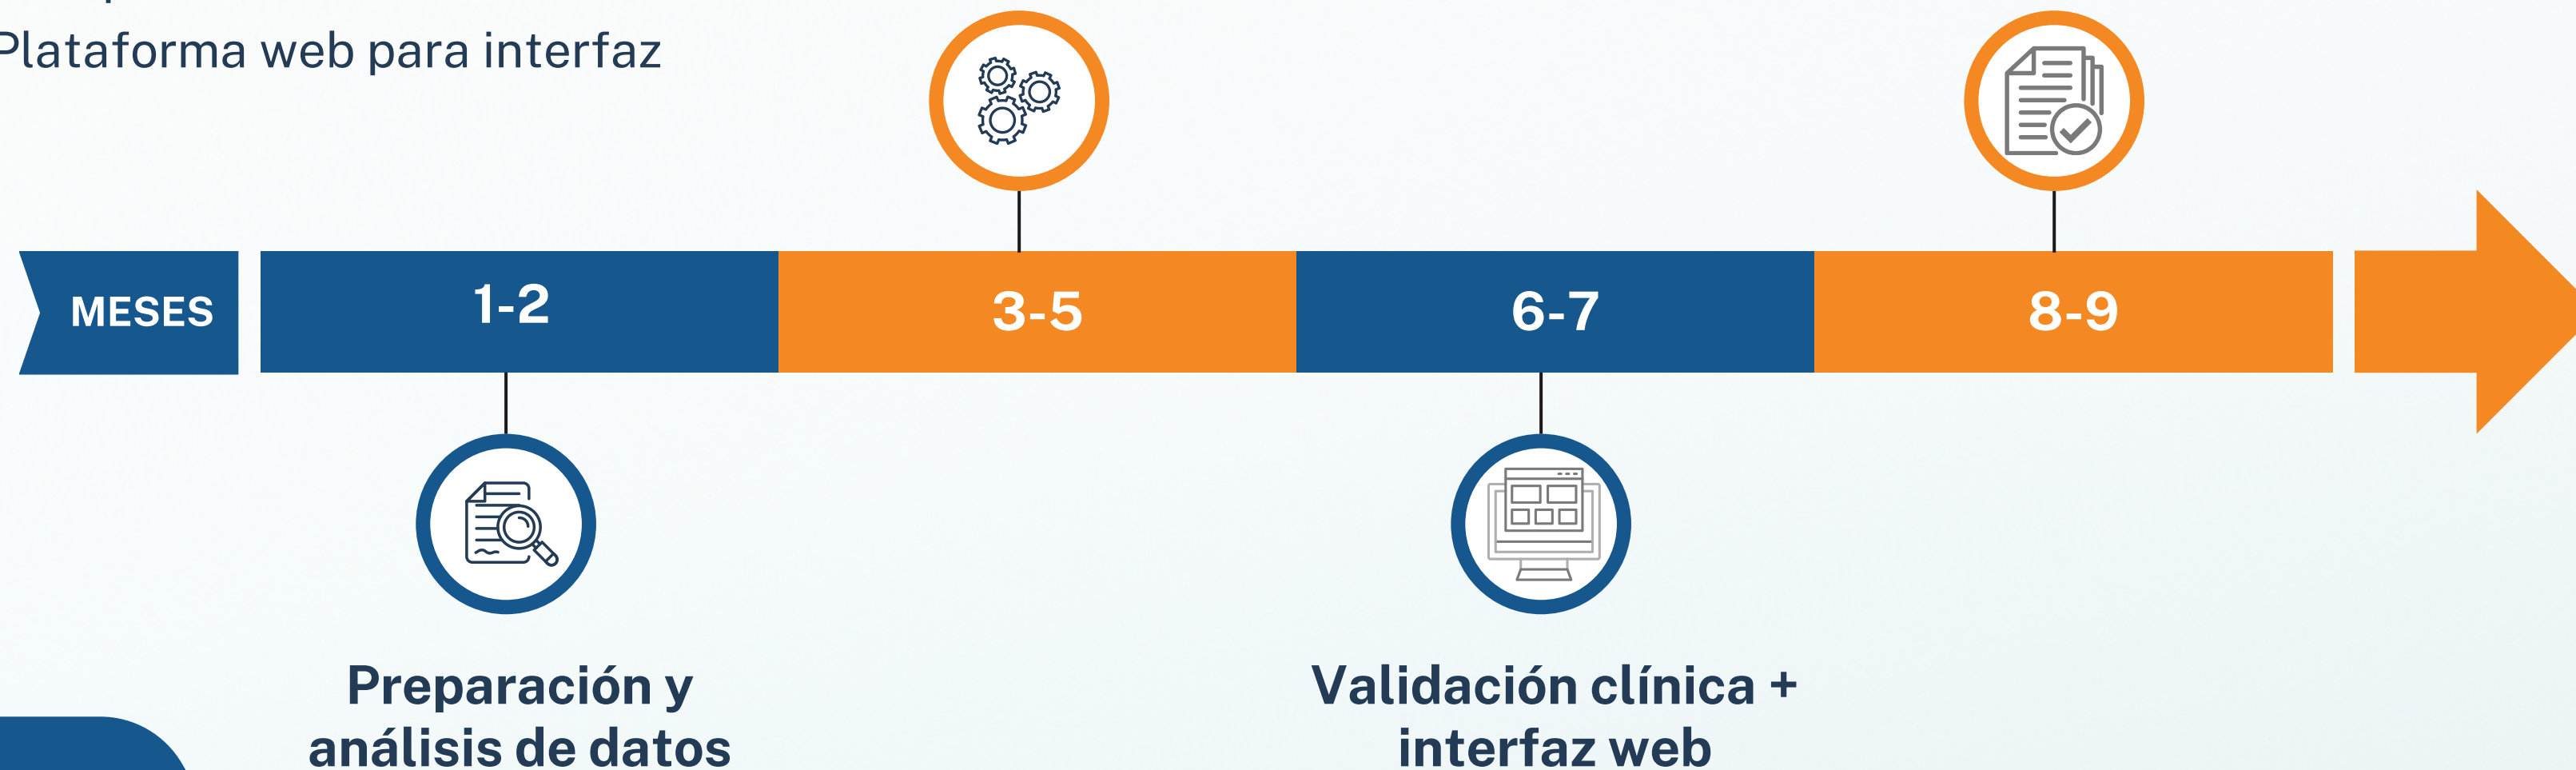 Plataforma web para interfaz
MESES
1-2
3-5
6-7
8-9
Preparación y
análisis de datos
Validación clínica +
interfaz web